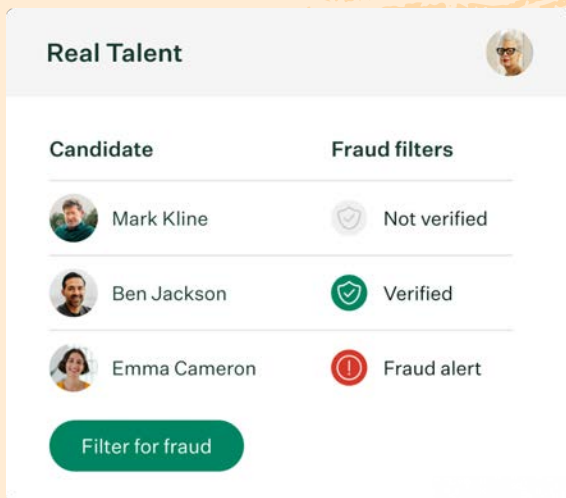 Real Talent
Candidate Fraud filters
Mark Kline Not verified
Ben Jackson Verified
Emma Cameron Fraud alert
Filter for fraud